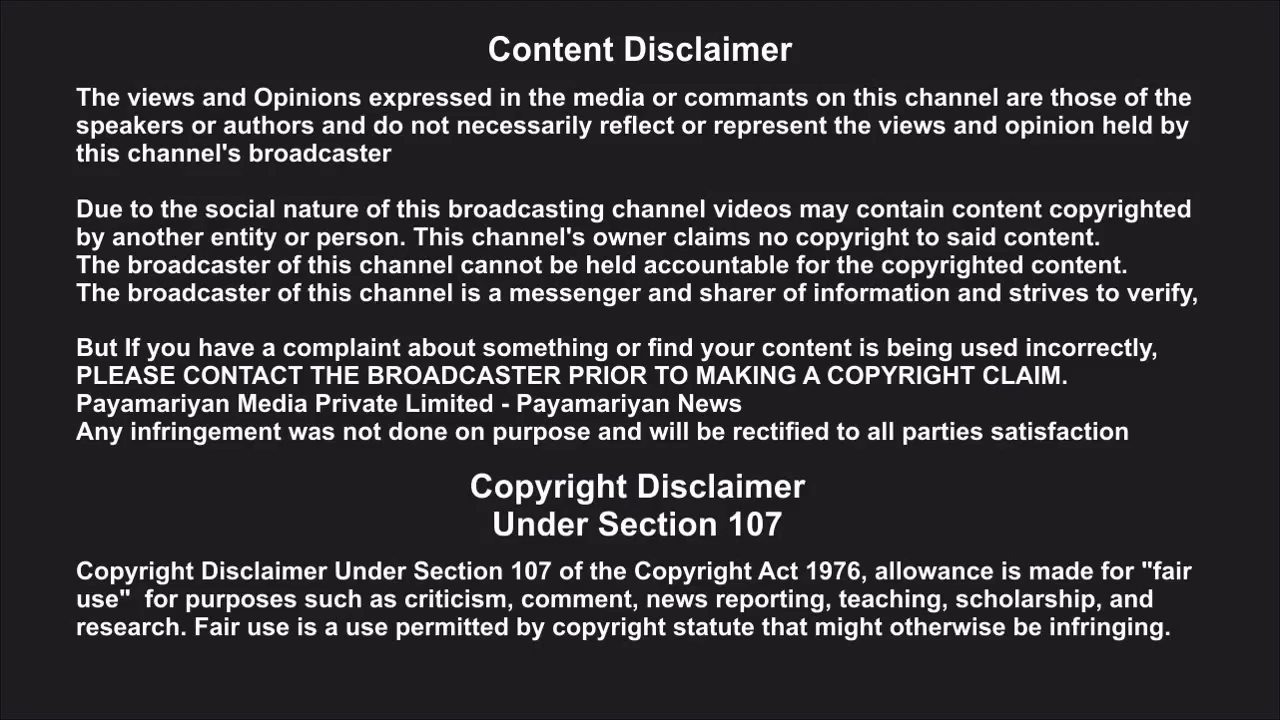 Content Disclaimer
The views and Opinions expressed in the media or commants on this channel are those of the
speakers or authors and do not necessarily reflect or represent the views and opinion held by
this channel's broadcaster
Due to the social nature of this broadcasting channel videos may contain content copyrighted
by another entity or person. This channel's owner claims no copyright to said content.
The broadcaster of this channel cannot be held accountable for the copyrighted content.
The broadcaster of this channel is a messenger and sharer of information and strives to verify,
But If you have a complaint about something or find your content is being used incorrectly,
PLEASE CONTACT THE BROADCASTER PRIOR TO MAKING A COPYRIGHT CLAIM.
Payamariyan Media Private Limited - Payamariyan News
Any infringement was not done on purpose and will be rectified to all parties satisfaction
Copyright Disclaimer
Under Section 107
Copyright Disclaimer Under Section 107 of the Copyright Act 1976, allowance is made for "fair
use"  for purposes such as criticism, comment, news reporting, teaching, scholarship, and
research. Fair use is a use permitted by copyright statute that might otherwise be infringing.